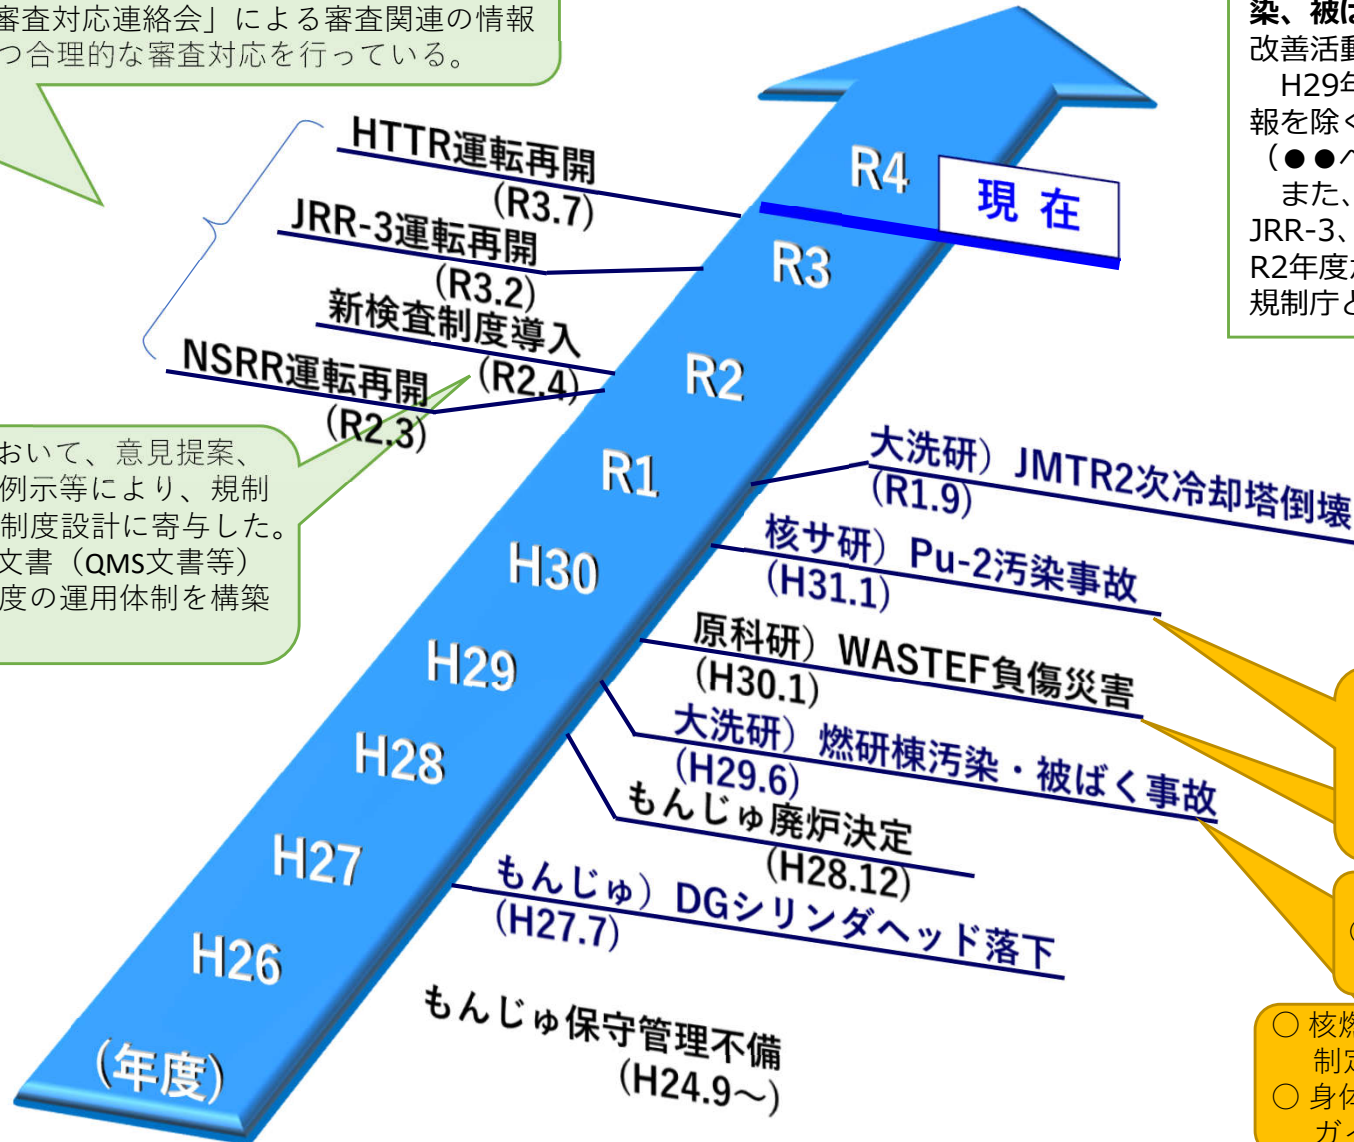 審査対応連絡会」による審査関連の情報
つ合理的な審査対応を行っている。
染、被ば
改善活動
H29年
報を除く
（●●へ
また、
JRR-3、
R2年度
規制庁と
HTTR運転再開
(R3.7)
JRR-3運転再開
(R3.2)
新検査制度導入
(R2.4)
NSRR運転再開
(R2.3)
おいて、意見提案、
例示等により、規制
制度設計に寄与した。
文書（QMS文書等）
度の運用体制を構築
R4
現 在
R3
R2
R1
H30
H29
H28
H27
H26
(年度)
大洗研）JMTR2次冷却塔倒壊
(R1.9)
核サ研）Pu-2汚染事故
(H31.1)
原科研）WASTEF負傷災害
(H30.1)
大洗研）燃研棟汚染・被ばく事故
(H29.6)
もんじゅ廃炉決定
(H28.12)
もんじゅ）DGシリンダヘッド落下
(H27.7)
もんじゅ保守管理不備
(H24.9～)
○ 核燃
制定
○ 身体
ガイ